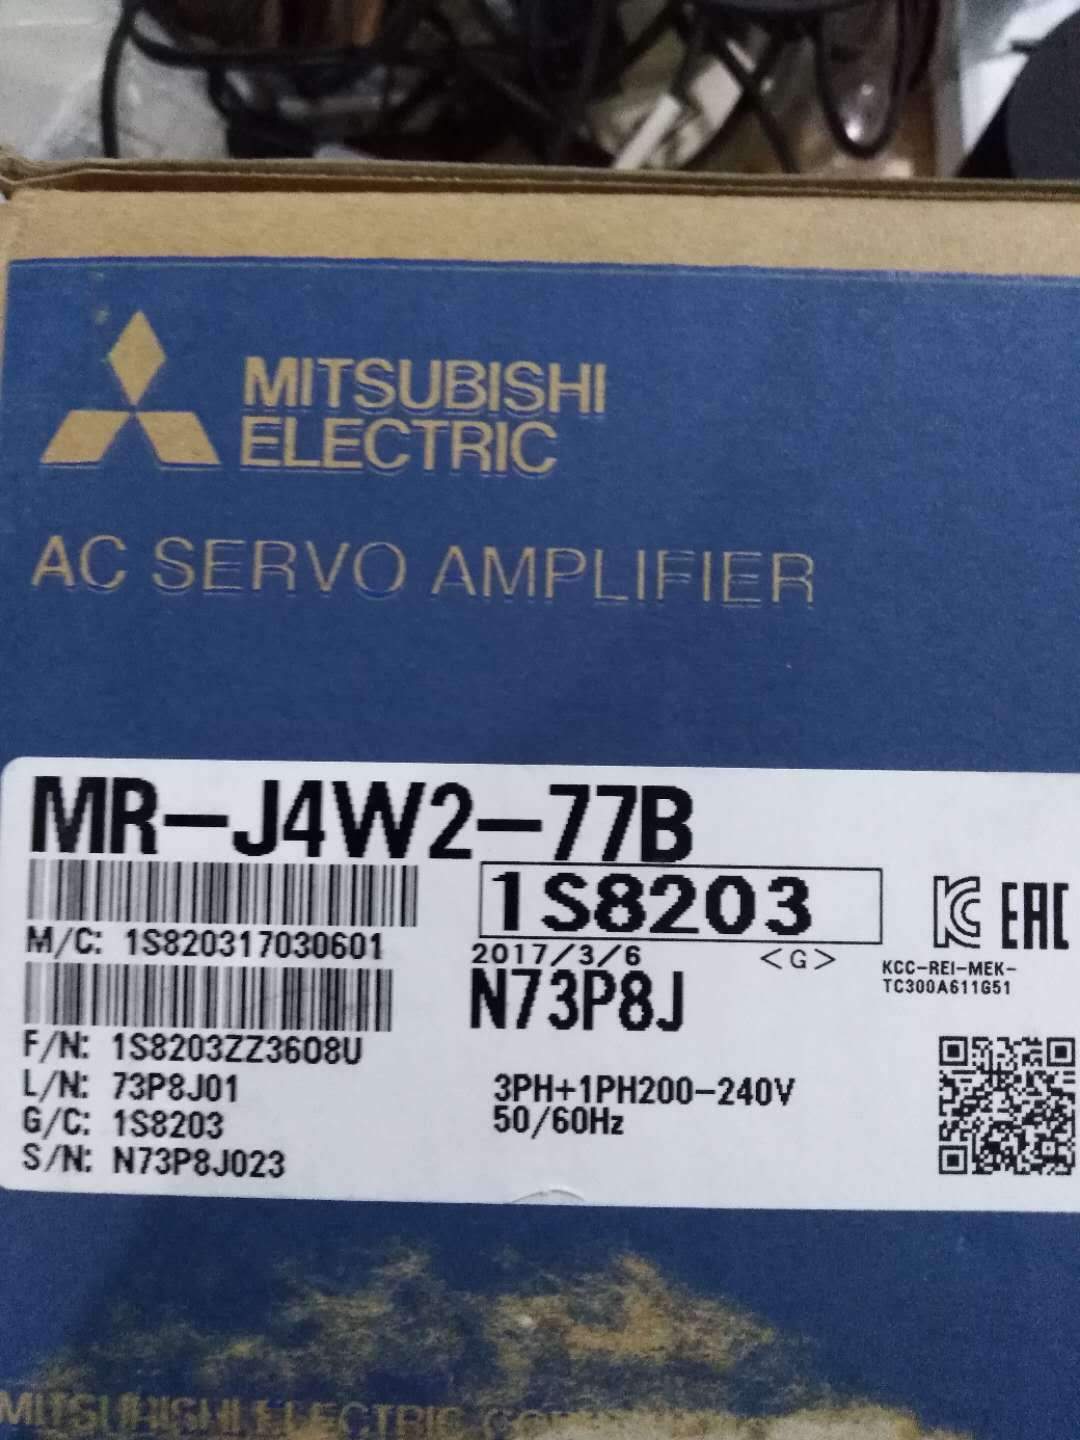 MITSUBISHI
ELECTRIC
AC SERVO AMPLIFIER
MR-J4W2-77B
1S8203
M/C: 1S820317030601
2017/3/6 <G>
N73P8J
KCC-REI-MEK-
TC300A611G51
EAC
F/N: 1S8203ZZ3608U
L/N: 73P8J01
G/C: 1S8203
S/N: N73P8J023
3PH+1PH200-240V
50/60Hz
MITSUBISHI ELECTRIC